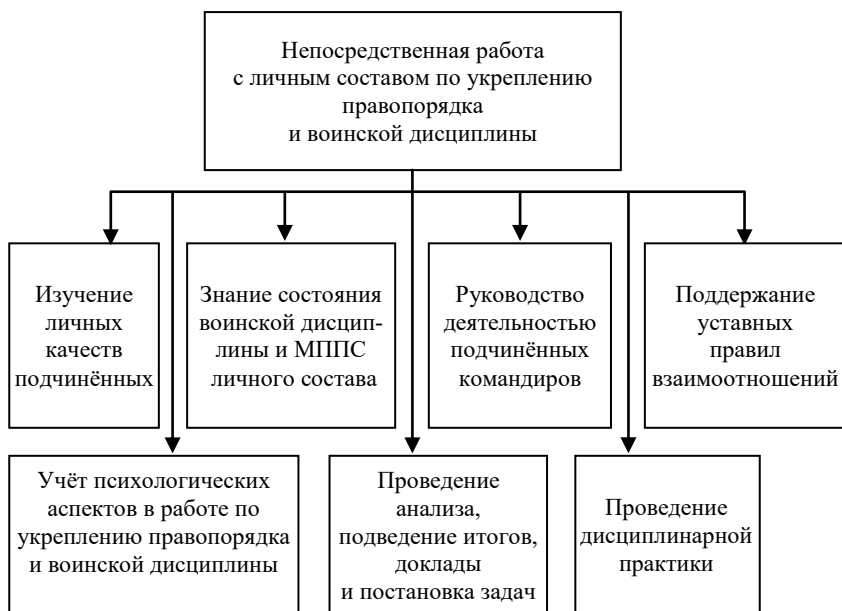 Непосредственная работа
с личным составом по укреплению
правопорядка
и воинской дисциплины
Изучение
личных
качеств
подчинённых
Знание состояния
воинской дисцип-
лины и МППС
личного состава
Руководство
деятельностью
подчинённых
командиров
Поддержание
уставных
правил
взаимоотношений
Учёт психологических
аспектов в работе по
укреплению правопорядка
и воинской дисциплины
Проведение
анализа,
подведение итогов,
доклады
и постановка задач
Проведение
дисциплинарной
практики